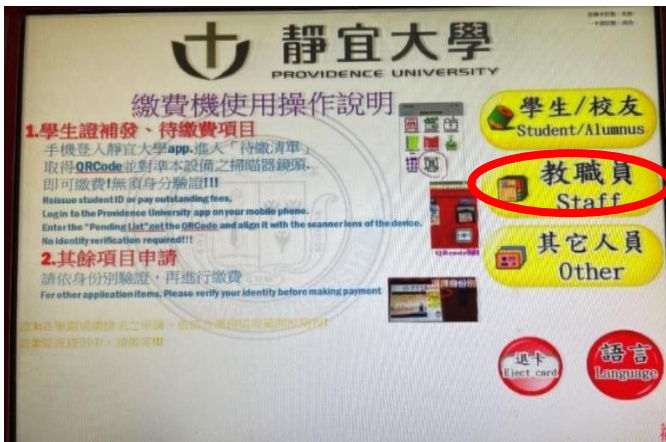 靜宜大學
PROVIDENCE UNIVERSITY
繳費機使用操作說明
1.學生證補發、待繳費項目
手機登入靜宜大學app.進入「待繳清單」
取得QRCode並對準本設備之掃瞄器鏡頭.
即可繳費!無須身分驗證!!!
Reissue student ID or pay outstanding fees,
Log in to the Providence University app on your mobile phone.
Enter the "Pending List",get the QRCode and align it with the scanner lens of the device,
No identity verification required!!!
2.其餘項目申請
請依身份別驗證，再進行繳費
For other application items, Please verify your identity before making payment
學生/校友
Student/Alumnus
教職員
Staff
其它人員
Other
退卡
Eject card
語言
Language